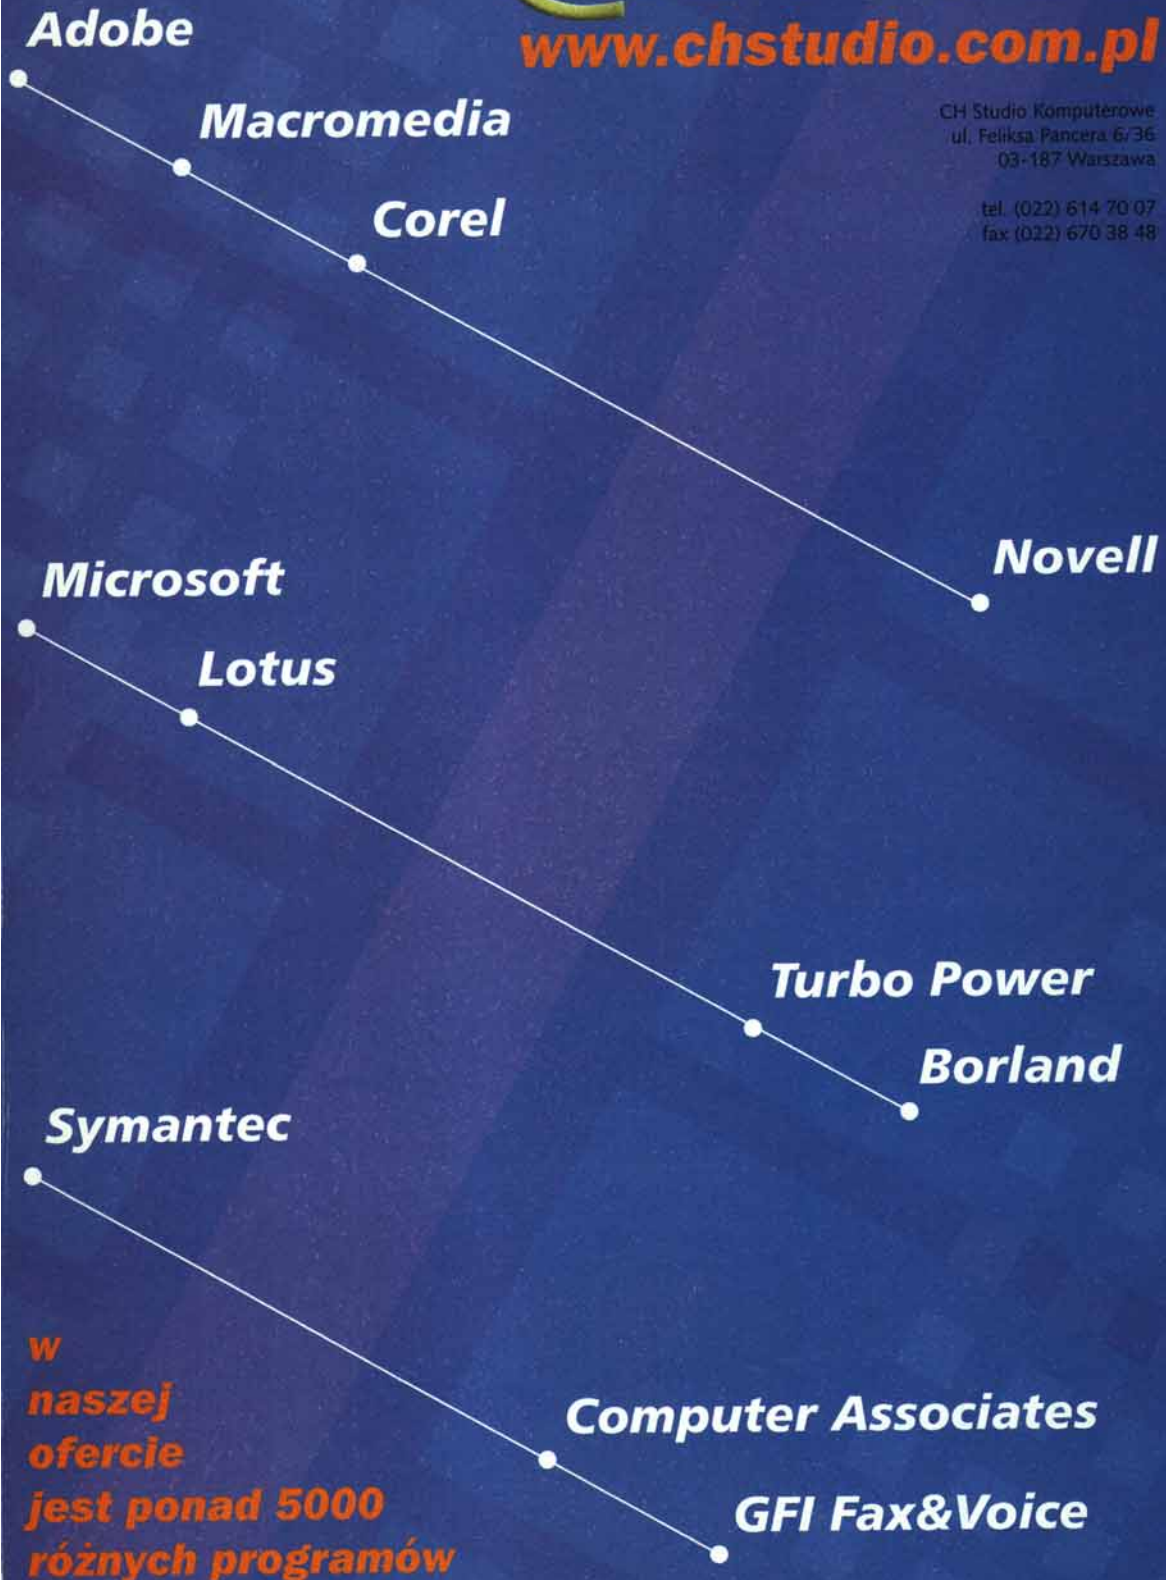 Adobe
www.chstudio.com.pl
Macromedia
CH Studio Komputerowe
ul. Feliksa Pancera 6/36
03-187 Warszawa
Corel
tel. (022) 614 70 07
fax (022) 670 38 48
Novell
Microsoft
Lotus
Turbo Power
Borland
Symantec
Computer Associates
GFI Fax&Voice
w
naszej
ofercie
jest ponad 5000
różnych programów